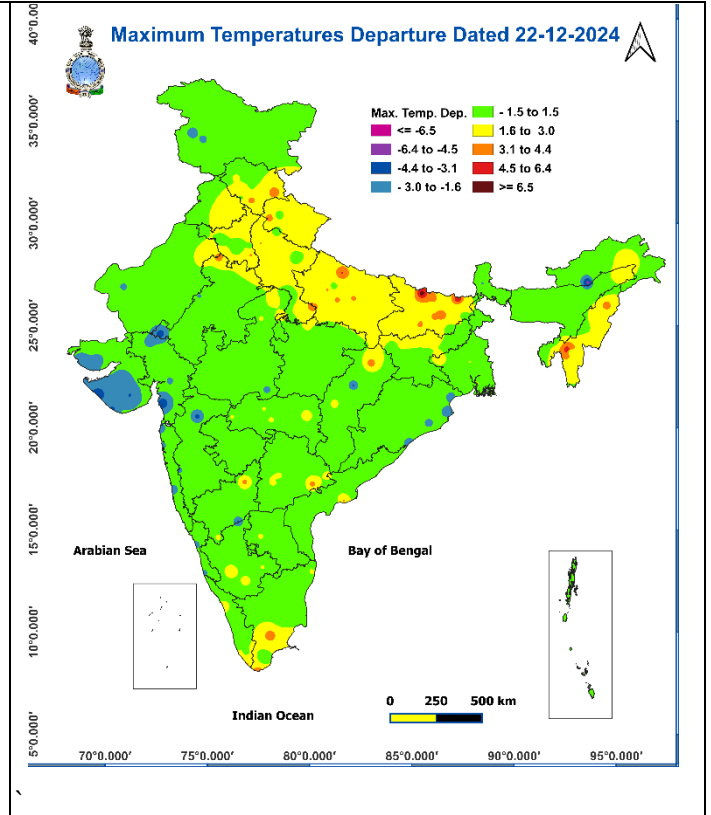 Maximum Temperatures Departure Dated 22-12-2024
Max. Temp. Dep.
<= -6.5
-6.4 to -4.5
-4.4 to -3.1
- 3.0 to -1.6
- 1.5 to 1.5
1.6 to 3.0
3.1 to 4.4
4.5 to 6.4
>= 6.5
40°0.000'
35°0.000'
30°0.000'
25°0.000'
20°0.000'
15°0.000'
10°0.000'
5°0.000'
Arabian Sea
Bay of Bengal
Indian Ocean
0 250 500 km
70°0.000' 75°0.000' 80°0.000' 85°0.000' 90°0.000' 95°0.000'
`